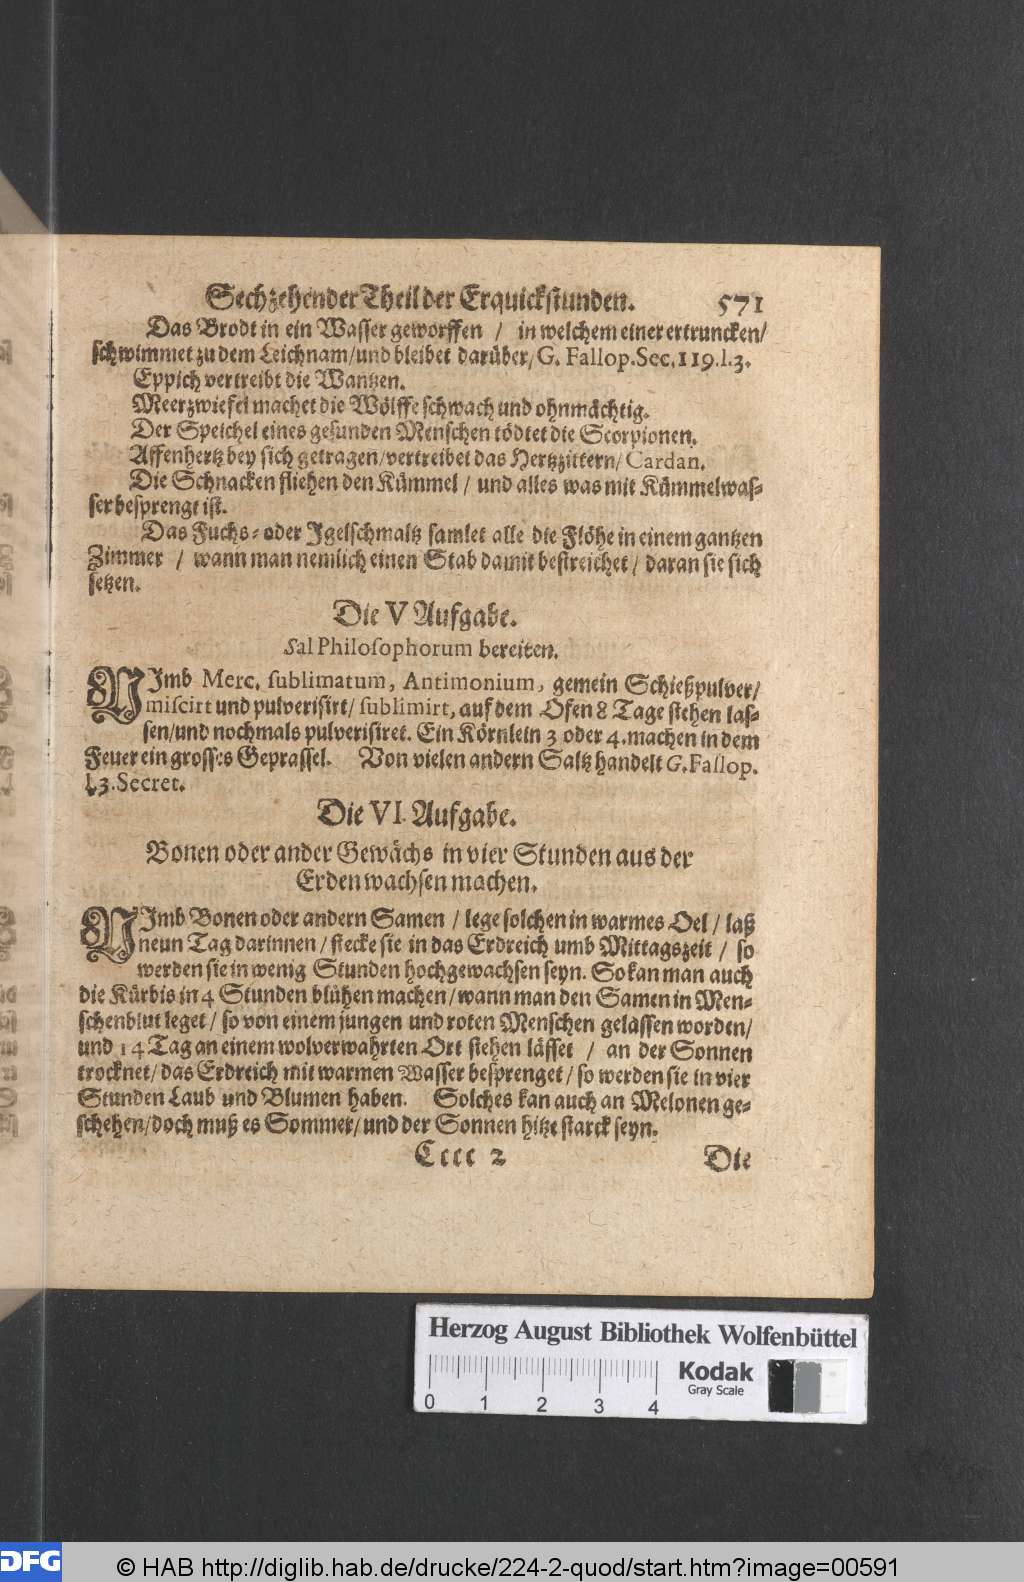 Sechzehender Theil der Erquickstunden. 571
Das Brodt in ein Wasser geworffen / in welchem einer ertruncken/
schwimmet zu dem Leichnam/und bleibet darüber/G. Fallop.Sec.119.l.3.
Eppich vertreibt die Wantzen.
Meerzwiefel machet die Wölffe schwach und ohnmächtig.
Der Speichel eines gesunden Menschen tödtet die Scorpionen.
Affenhertz bey sich getragen/vertreibet das Hertzzittern/Cardan.
Die Schnacken fliehen den Kümmel / und alles was mit Kümmelwas-
ser besprengt ist.
Das Fuchs- oder Igelschmaltz samlet alle die Flöhe in einem gantzen
Zimmer / wann man nemlich einen Stab damit bestreichet / daran sie sich
setzen.
Die V Aufgabe.
Sal Philosophorum bereiten.
NImb Merc. sublimatum, Antimonium, gemein Schießpulver/
miscirt und pulverisirt/ sublimirt, auf dem Ofen 8 Tage stehen las-
sen/und nochmals pulverisiret. Ein Körnlein 3 oder 4.machen in dem
Feuer ein grosses Geprassel. Von vielen andern Saltz handelt G.Fallop.
l.3.Secret.
Die VI Aufgabe.
Bonen oder ander Gewächs in vier Stunden aus der
Erden wachsen machen.
NImb Bonen oder andern Samen / lege solchen in warmes Oel / laß
neun Tag darinnen / stecke sie in das Erdreich umb Mittagszeit / so
werden sie in wenig Stunden hochgewachsen seyn. So kan man auch
die Kürbis in 4 Stunden blühen machen/wann man den Samen in Men-
schenblut leget / so von einem jungen und roten Menschen gelassen worden/
und 14 Tag an einem wolverwahrten Ort stehen lässet / an der Sonnen
trocknet/das Erdreich mit warmen Wasser besprenget / so werden sie in vier
Stunden Laub und Blumen haben. Solches kan auch an Melonen ge-
schehen/doch muß es Sommer/und der Sonnen hitze starck seyn.
Cccc 2 Die
Herzog August Bibliothek Wolfenbüttel
Kodak
Gray Scale
0 1 2 3 4
DFG © HAB http://diglib.hab.de/drucke/224-2-quod/start.htm?image=00591